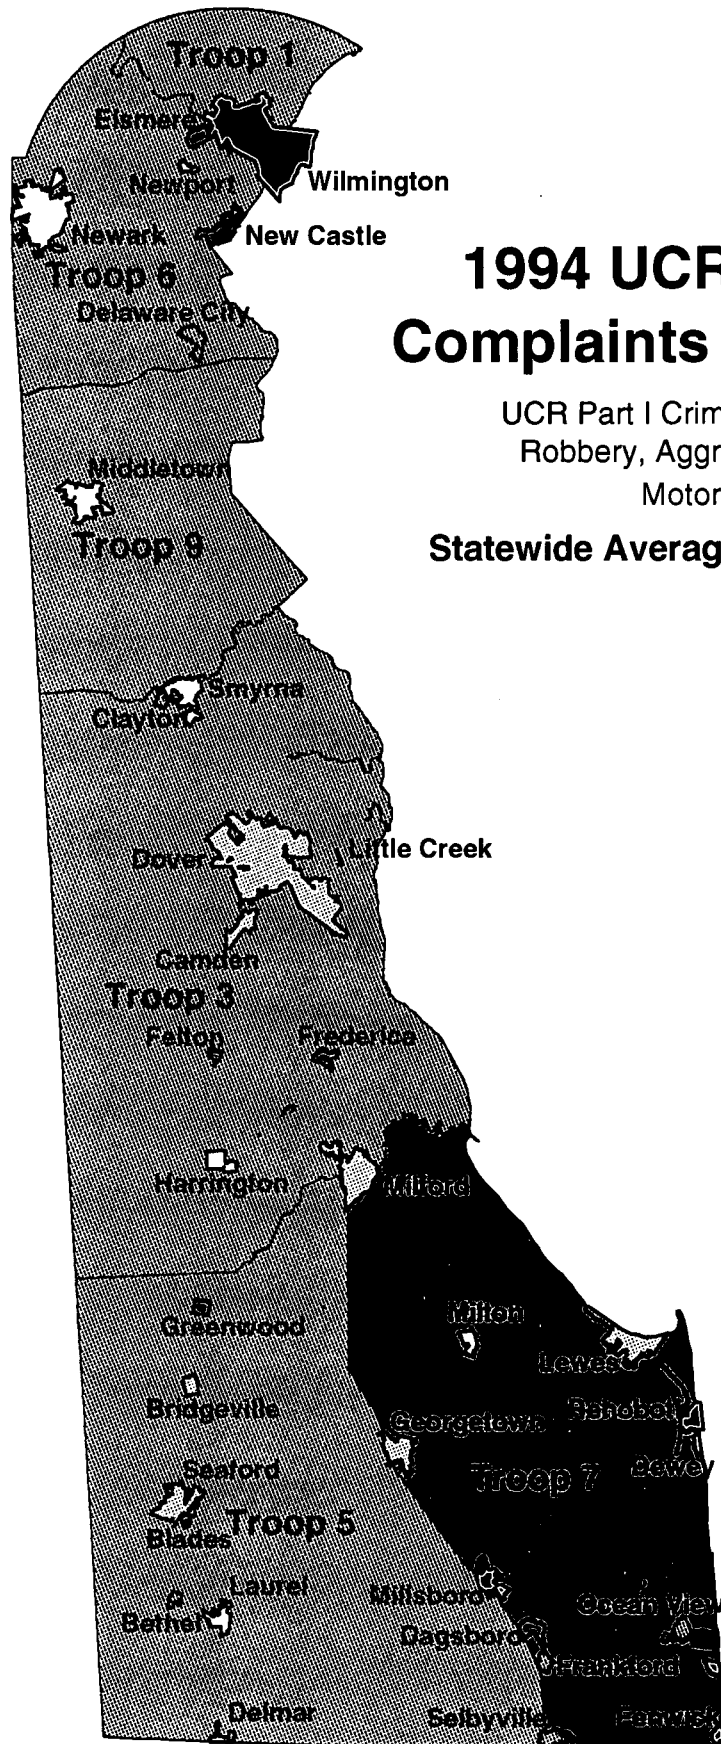 Troop 1
Elsmere
Wilmington
Newport
Newark
New Castle
Troop 6
Delaware City
1994 UCR
Complaints
UCR Part I Crim
Robbery, Aggr
Motor
Statewide Averag
Middletown
Troop 9
Smyrna
Clayton
Dover
Little Creek
Camden
Troop 3
Felton
Frederica
Harrington
Milford
Greenwood
Milton
Lewes
Bridgeville
Georgetown
Rehobot
Seaford
Troop 7
Dewey
Blades
Troop 5
Laurel
Millsboro
Ocean View
Bethel
Dagsboro
Frankford
Delmar
Selbyville
Fenwick